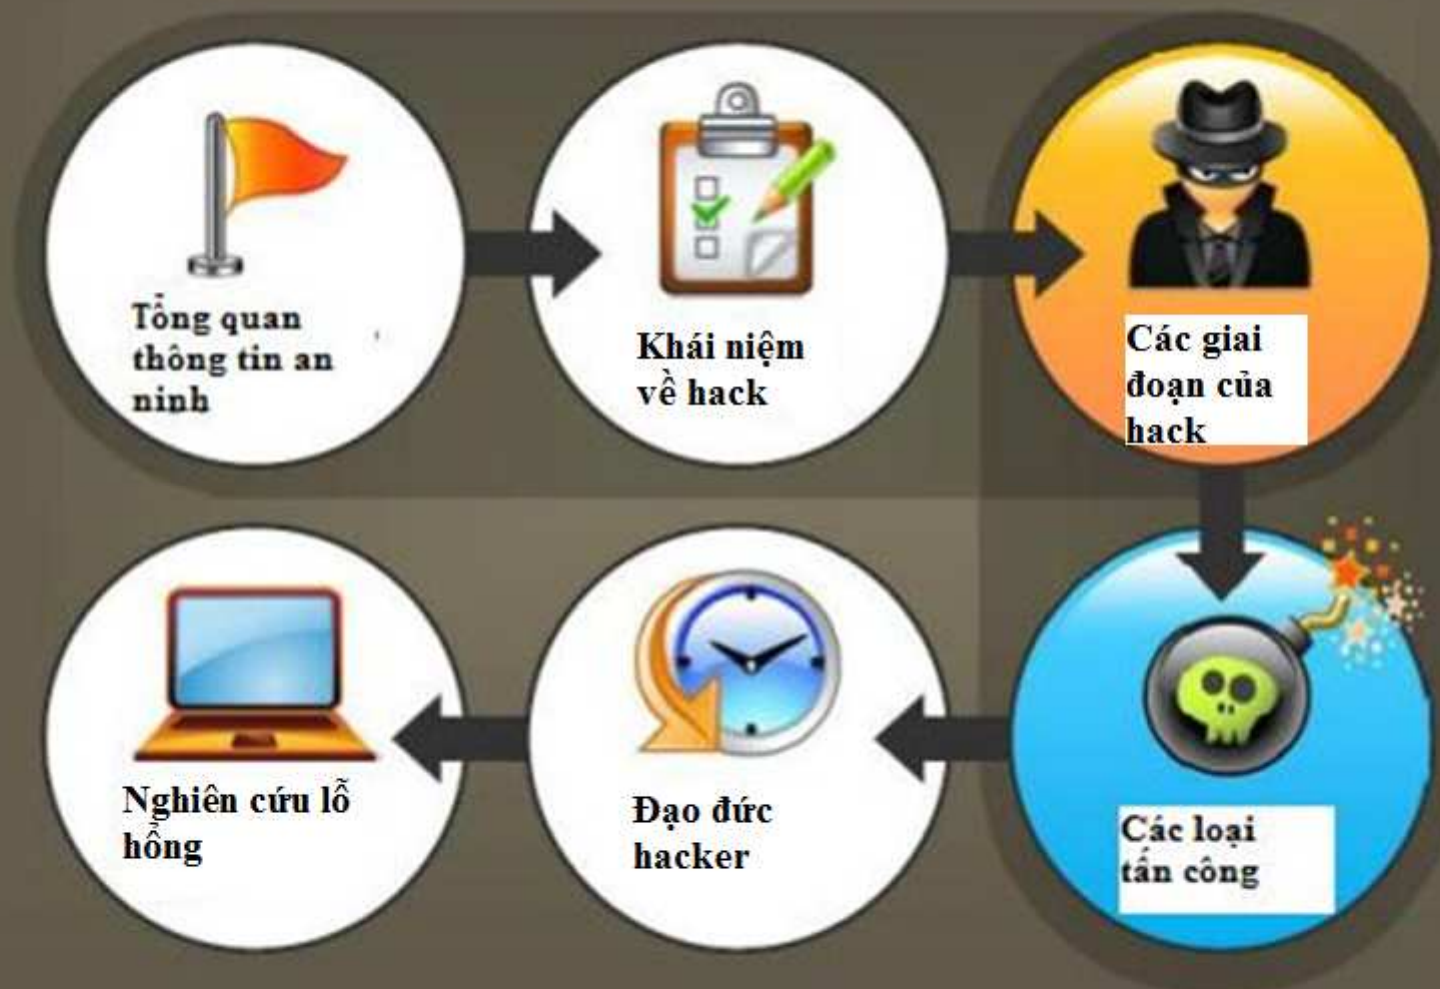 Tổng quan
thông tin an
ninh
Khái niệm
về hack
Các giai
đoạn của
hack
Các loại
tấn công
Đạo đức
hacker
Nghiên cứu lỗ
hổng